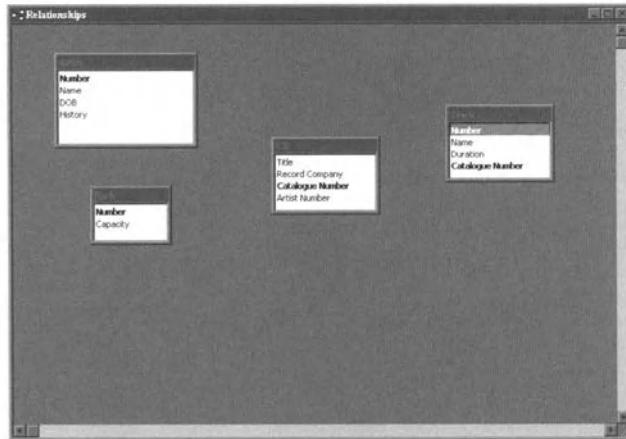 Relationships
Number
Name
DOB
History
Number
Capacity
Title
Record Company
Catalogue Number
Artist Number
Number
Name
Duration
Catalogue Number